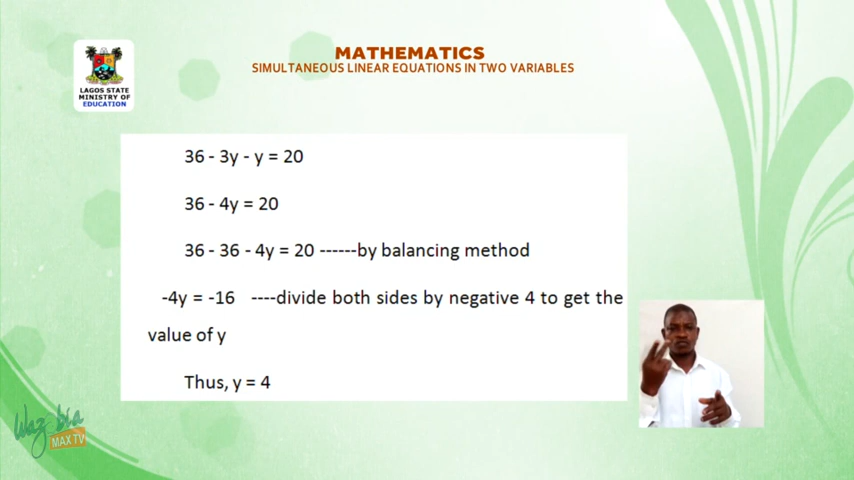 MATHEMATICS
SIMULTANEOUS LINEAR EQUATIONS IN TWO VARIABLES
LAGOS STATE
MINISTRY OF
EDUCATION
36 - 3y - y = 20
36 - 4y = 20
36 - 36 - 4y = 20 ------by balancing method
-4y = -16 ----divide both sides by negative 4 to get the
value of y
Thus, y = 4
Wazobia
MAX TV